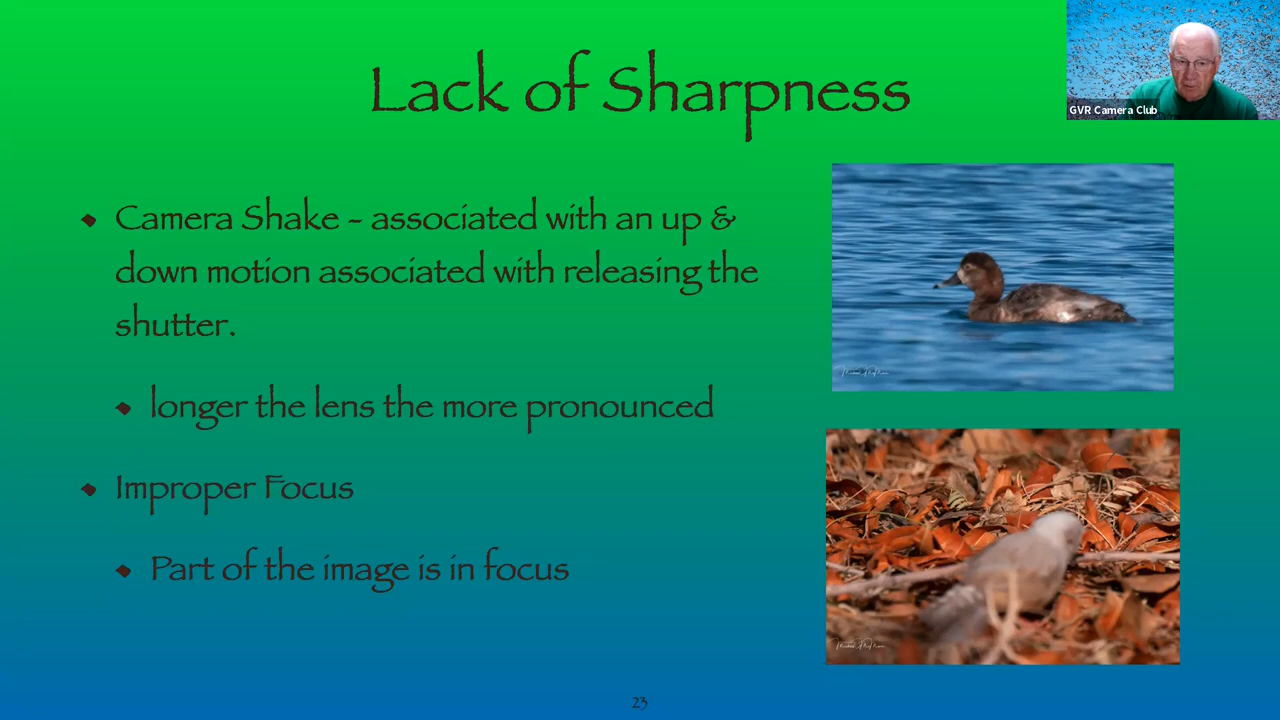 Lack of Sharpness
GVR Camera Club
Camera Shake - associated with an up &
down motion associated with releasing the
shutter.
longer the lens the more pronounced
Improper Focus
Part of the image is in focus
23